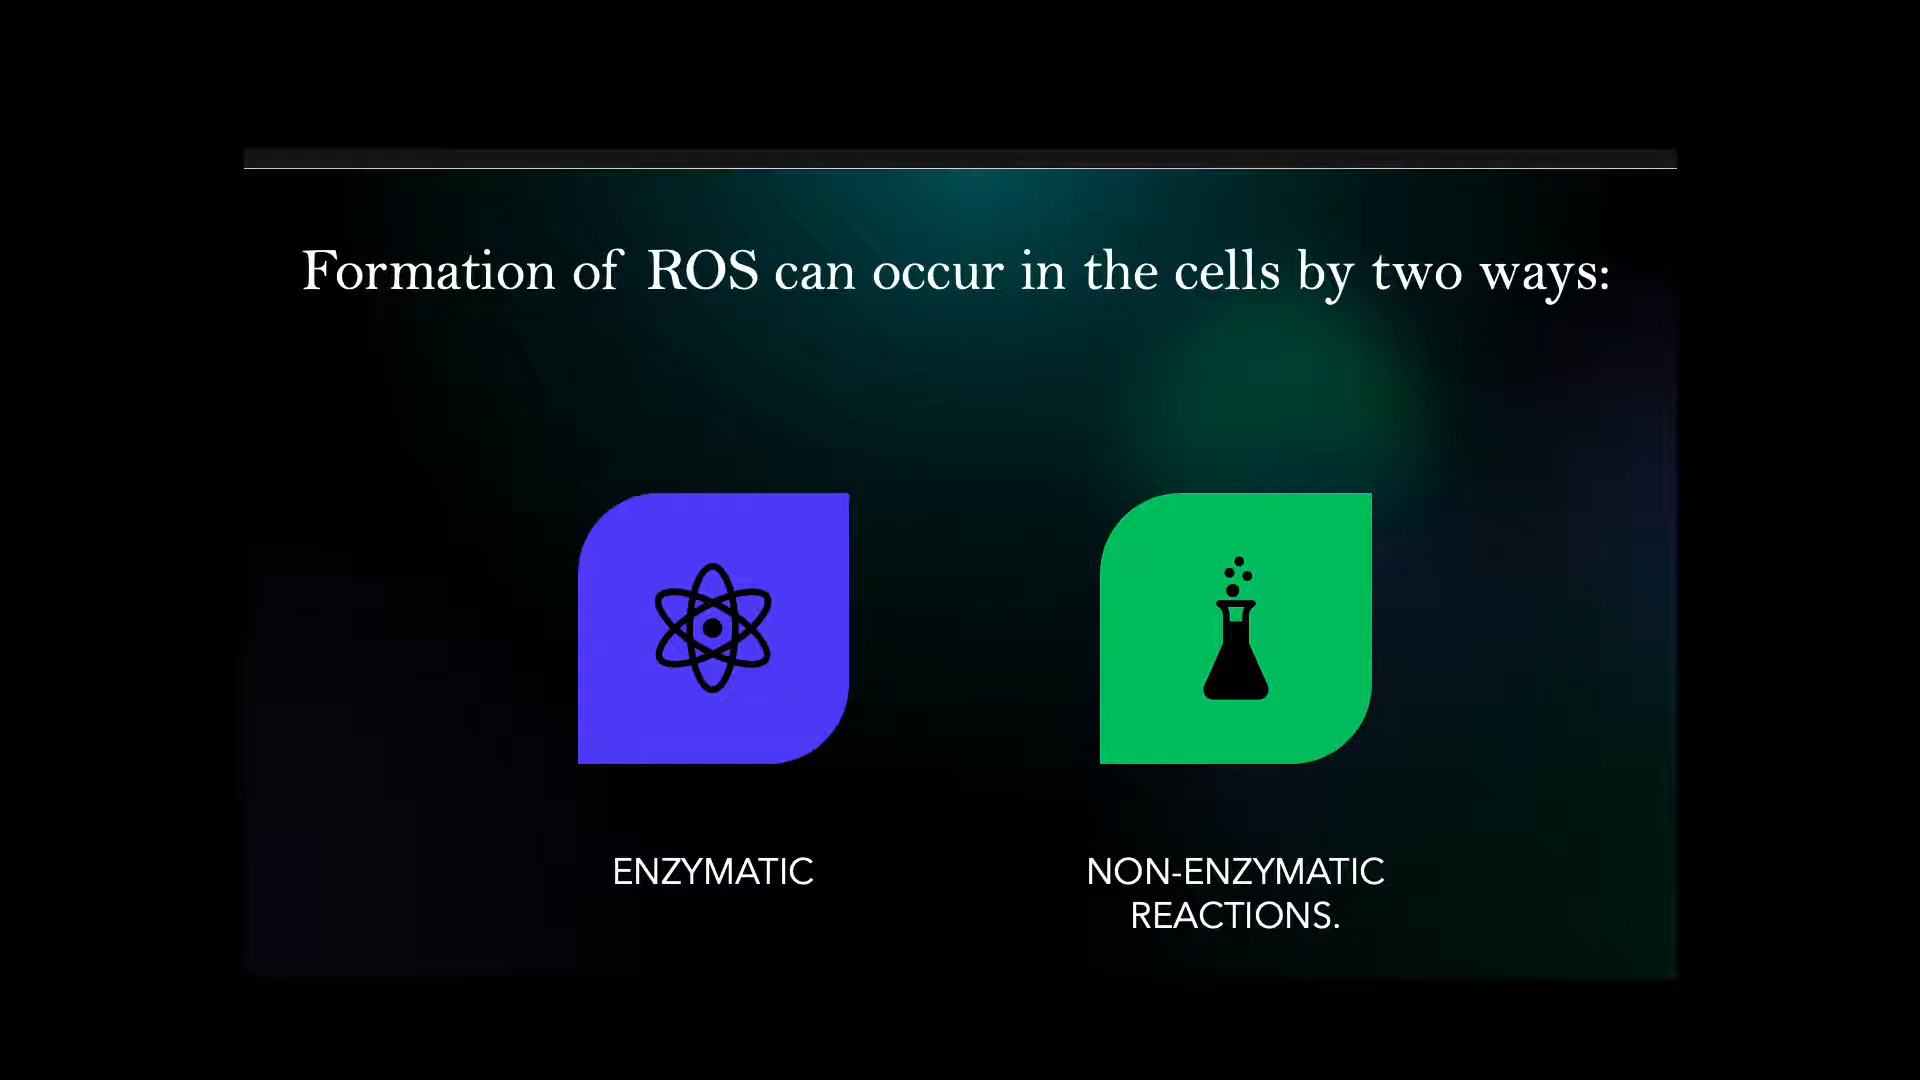 Formation of ROS can occur in the cells by two ways:
ENZYMATIC
NON-ENZYMATIC
REACTIONS.